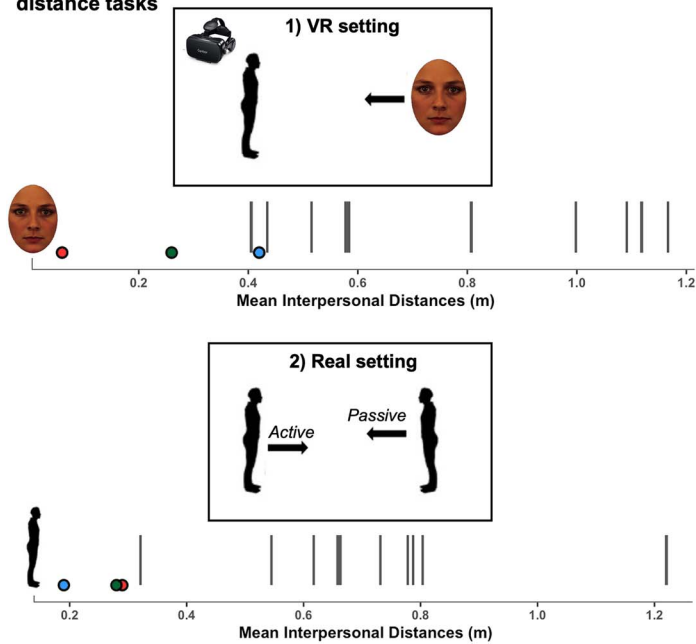 distance tasks
1) VR setting
0.2 0.4 0.6 0.8 1.0 1.2
Mean Interpersonal Distances (m)
2) Real setting
Passive
Active
0.2 0.4 0.6 0.8 1.0 1.2
Mean Interpersonal Distances (m)